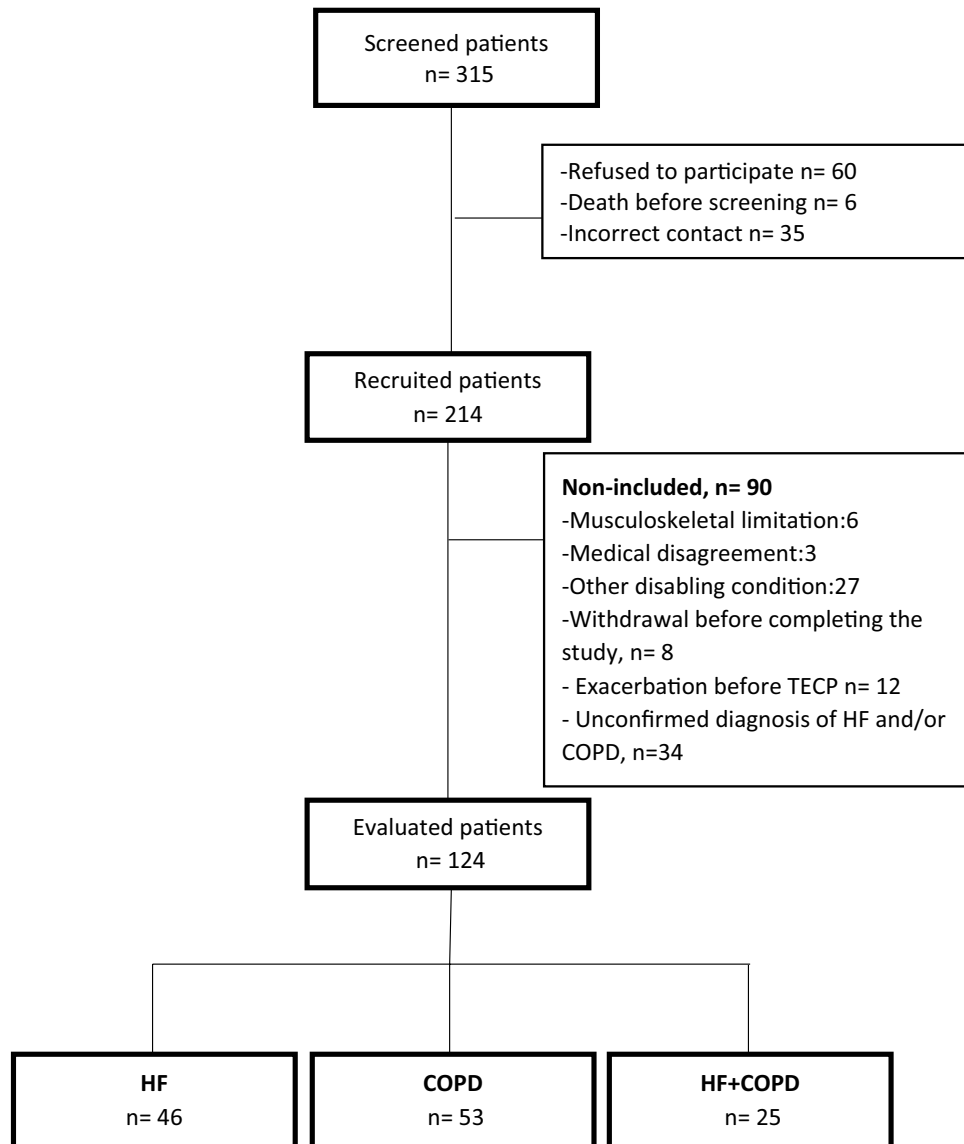 Screened patients
n= 315
-Refused to participate n= 60
-Death before screening n= 6
-Incorrect contact n= 35
Recruited patients
n= 214
Non-included, n= 90
-Musculoskeletal limitation:6
-Medical disagreement:3
-Other disabling condition:27
-Withdrawal before completing the
study, n= 8
- Exacerbation before TECP n= 12
- Unconfirmed diagnosis of HF and/or
COPD, n=34
Evaluated patients
n= 124
HF
n= 46
COPD
n= 53
HF+COPD
n= 25